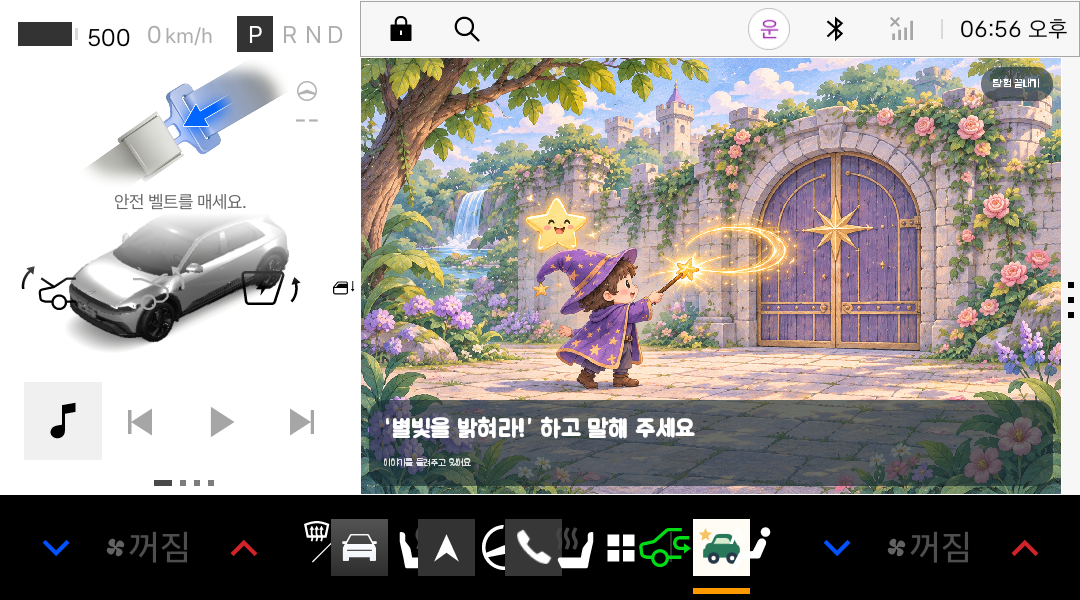 500 0 km/h P R N D
안전 벨트를 매세요.
운 06:56 오후
탐험 끝내기
'별빛을 밝혀라!' 하고 말해 주세요
이야기를 들려주고 있어요
꺼짐
꺼짐